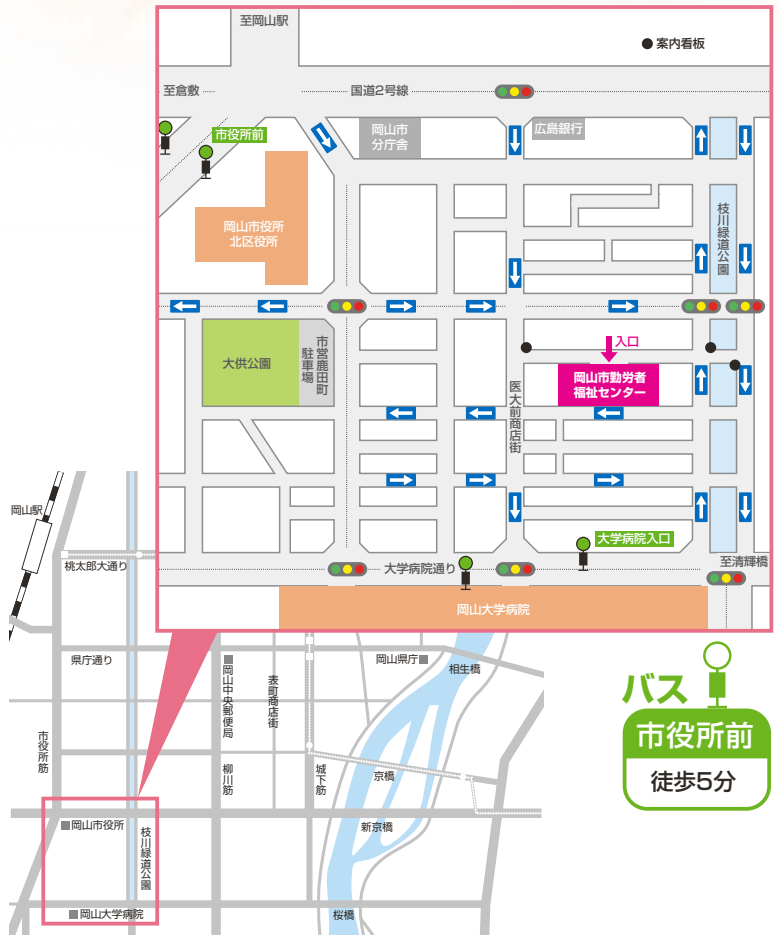 至岡山駅
案内看板
至倉敷
国道2号線
市役所前
岡山市
分庁舎
広島銀行
岡山市役所
北区役所
枝川緑道公園
大供公園
市営鹿田町
駐車場
入口
岡山市勤労者
福祉センター
医大前商店街
大学病院入口
大学病院通り
至清輝橋
岡山大学病院
岡山駅
桃太郎大通り
県庁通り
岡山中央郵便局
表町商店街
岡山県庁
相生橋
市役所筋
柳川筋
城下筋
京橋
岡山市役所
枝川緑道公園
新京橋
岡山大学病院
桜橋
バス
市役所前
徒歩5分